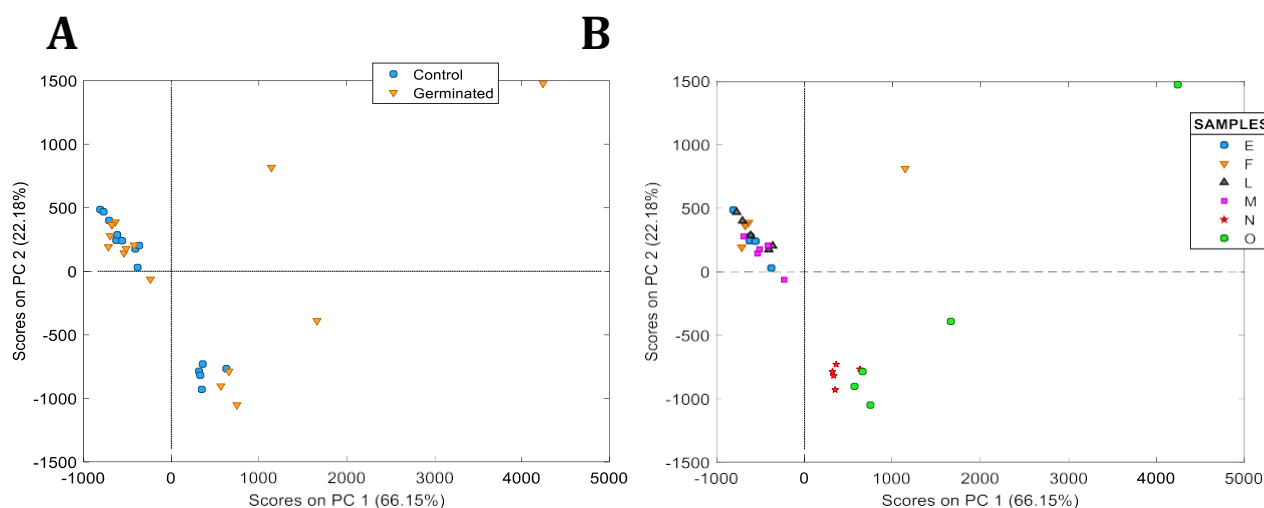 A
B
Control
Germinated
1500
1000
500
0
-500
-1000
-1500
-1000
0
1000
2000
3000
4000
5000
Scores on PC 2 (22.18%)
Scores on PC 1 (66.15%)
SAMPLES
E
F
L
M
N
O
1500
1000
500
0
-500
-1000
-1500
-1000
0
1000
2000
3000
4000
5000
Scores on PC 2 (22.18%)
Scores on PC 1 (66.15%)